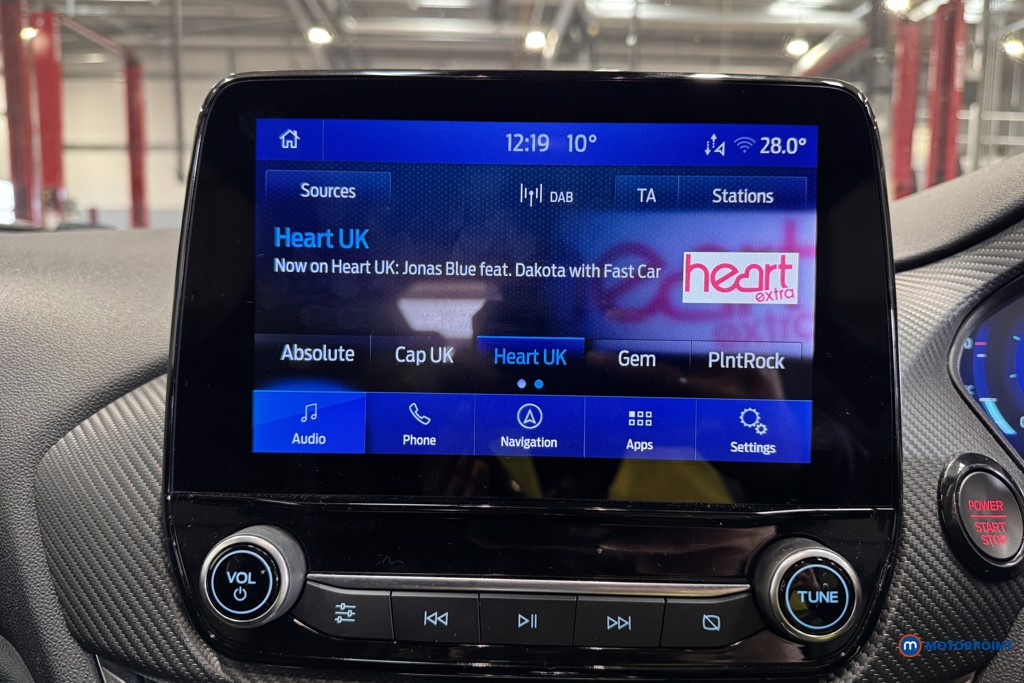 12:19 10° 28.0°
Sources DAB TA Stations
Heart UK
Now on Heart UK: Jonas Blue feat. Dakota with Fast Car
heart
extra
heart
extra
Absolute Cap UK Heart UK Gem PlntRock
Audio Phone Navigation Apps Settings
POWER
START
STOP
VOL
TUNE
m MOTORPOINT